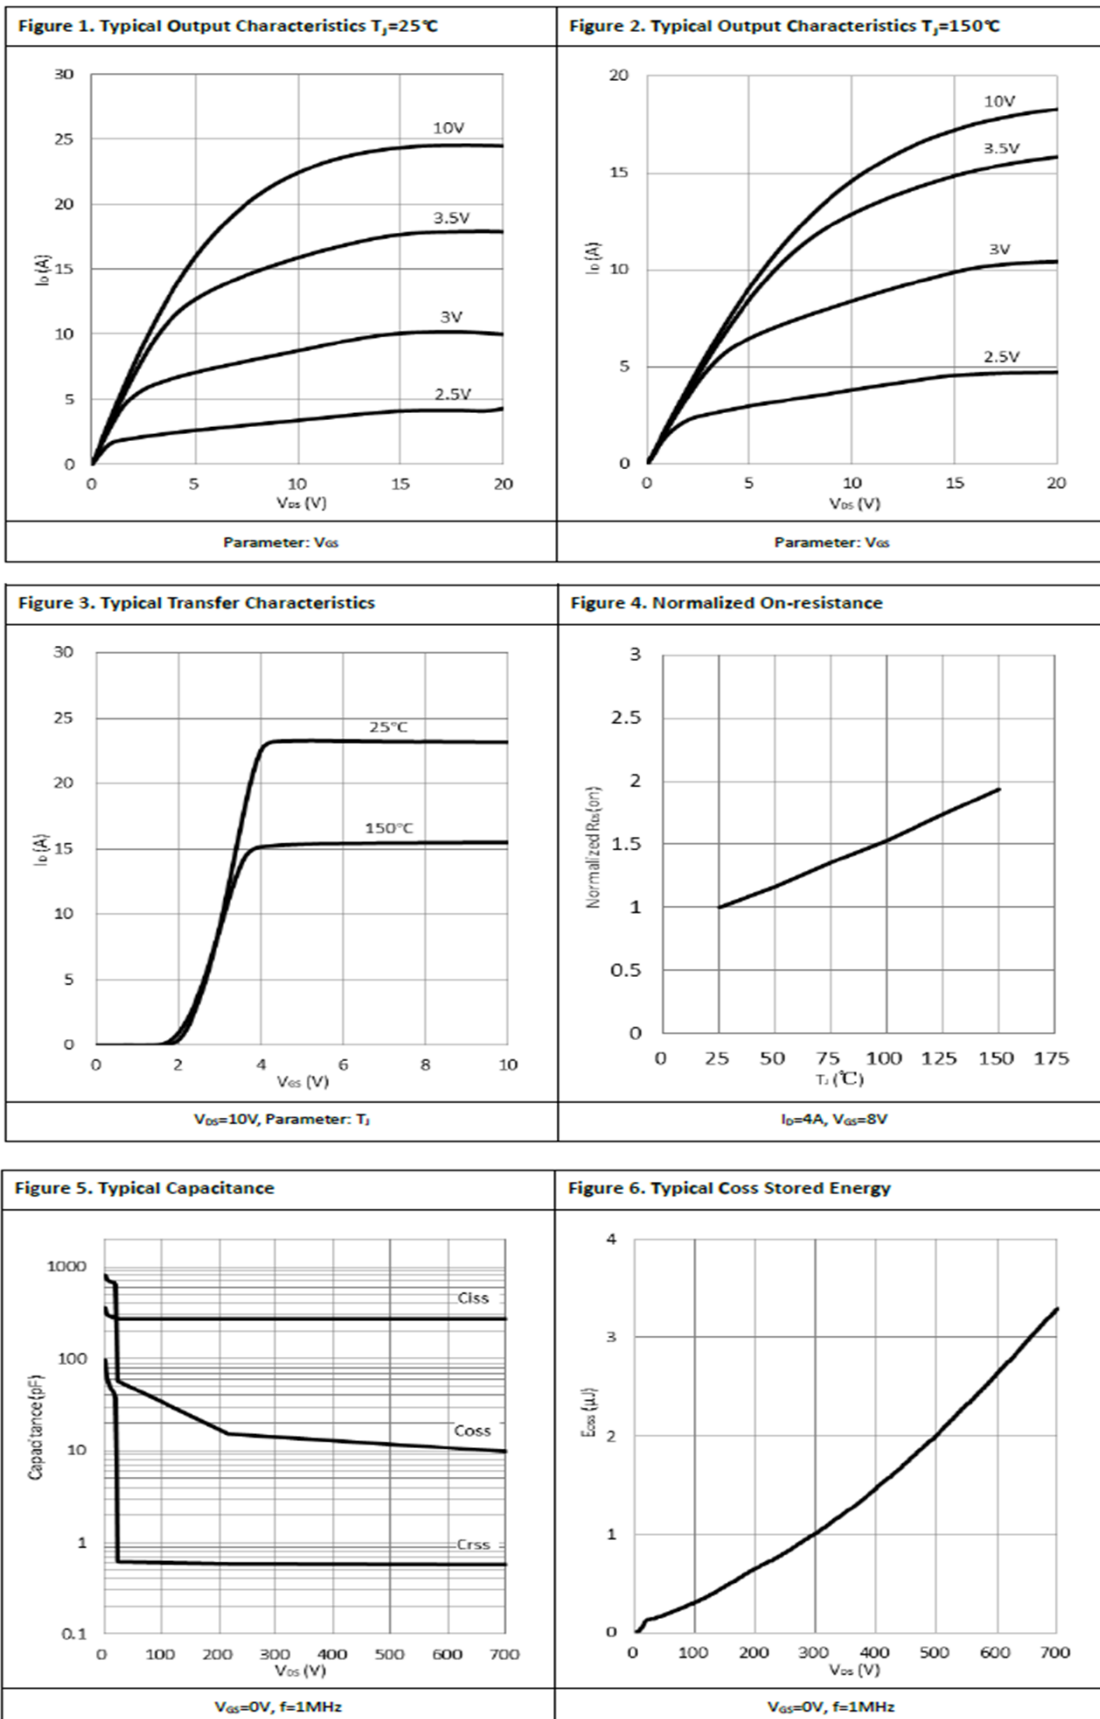 Figure 1. Typical Output Characteristics TJ=25℃
30
25
20
15
10
5
0
ID (A)
10V
3.5V
3V
2.5V
0 5 10 15 20
VDS (V)
Parameter: VGS
Figure 2. Typical Output Characteristics TJ=150℃
20
15
10
5
0
ID (A)
10V
3.5V
3V
2.5V
0 5 10 15 20
VDS (V)
Parameter: VGS
Figure 3. Typical Transfer Characteristics
30
25
20
15
10
5
0
ID (A)
25°C
150°C
0 2 4 6 8 10
VGS (V)
VDS=10V, Parameter: TJ
Figure 4. Normalized On-resistance
3
2.5
2
1.5
1
0.5
0
Normalized RDS(on)
0 25 50 75 100 125 150 175
TJ (℃)
ID=4A, VGS=8V
Figure 5. Typical Capacitance
1000
100
10
1
0.1
Capacitance (pF)
Ciss
Coss
Crss
0 100 200 300 400 500 600 700
VDS (V)
VGS=0V, f=1MHz
Figure 6. Typical Coss Stored Energy
4
3
2
1
0
Eoss (μJ)
0 100 200 300 400 500 600 700
VDS (V)
VGS=0V, f=1MHz